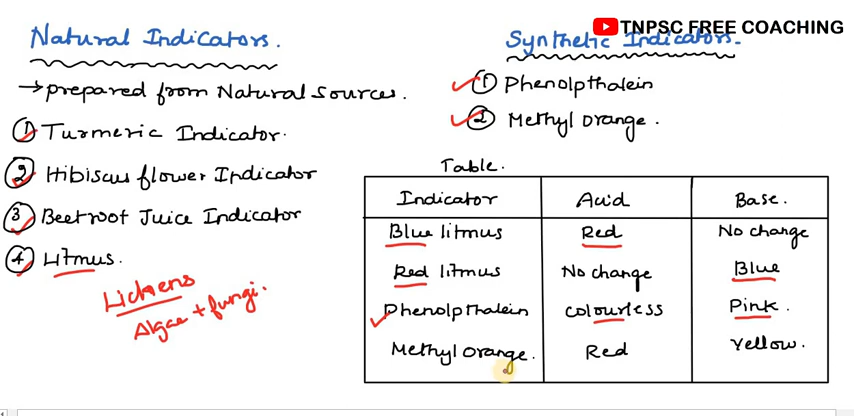 TNPSC FREE COACHING
Natural Indicators.
→ prepared from Natural sources.
① Turmeric Indicator.
② Hibiscus flower Indicator
③ Beetroot Juice Indicator
④ Litmus.
Lichens
Algae + fungi.
Synthetic Indicators.
① Phenolpthalein
② Methyl orange.
Table.
Indicator Acid Base.
Blue litmus Red No change
Red litmus No change Blue
Phenolpthalein colourless Pink.
Methyl orange. Red Yellow.